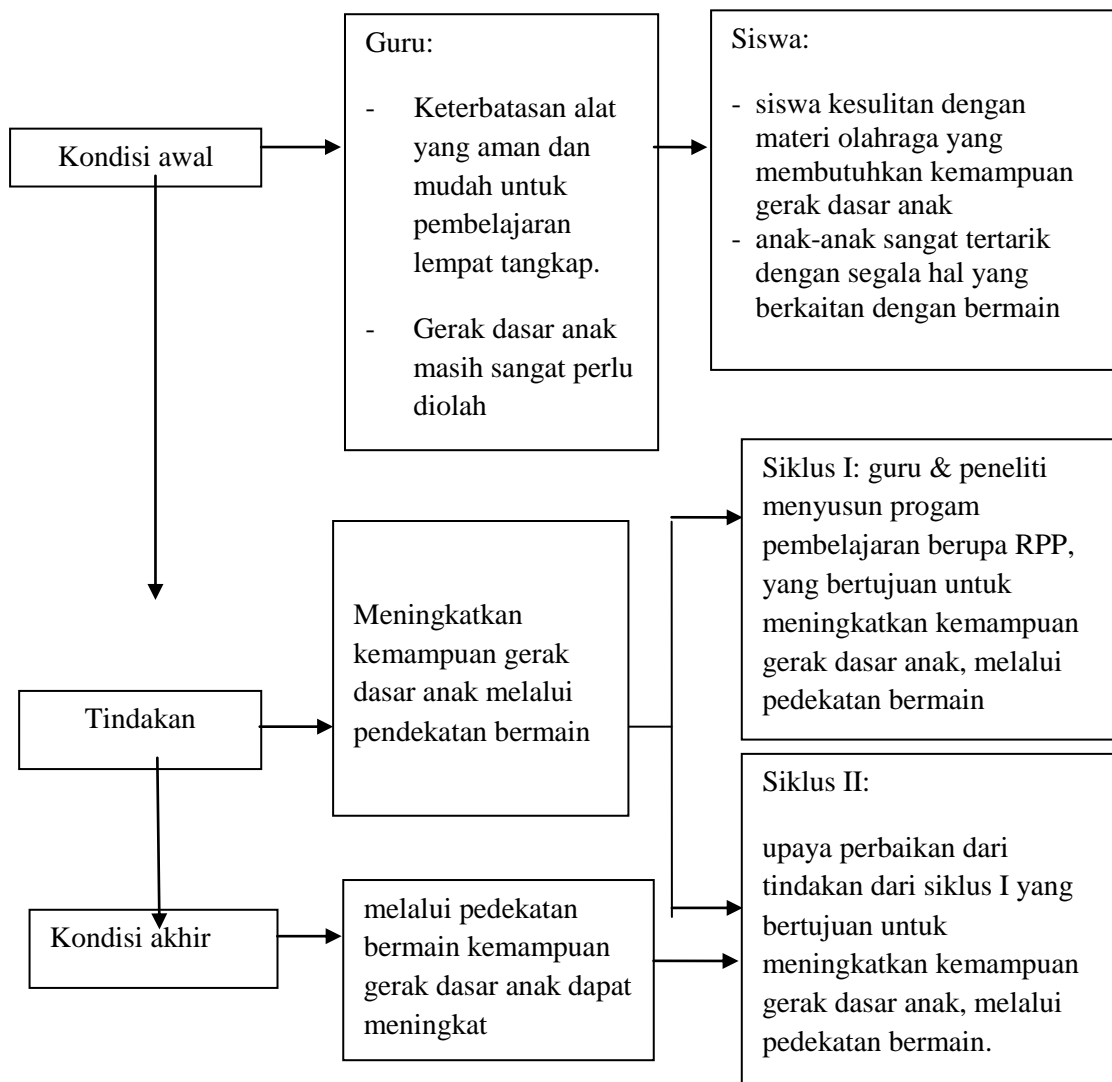 Kondisi awal
Guru:
- Keterbatasan alat
yang aman dan
mudah untuk
pembelajaran
lempat tangkap.
- Gerak dasar anak
masih sangat perlu
diolah
Siswa:
- siswa kesulitan dengan
materi olahraga yang
membutuhkan kemampuan
gerak dasar anak
- anak-anak sangat tertarik
dengan segala hal yang
berkaitan dengan bermain
Tindakan
Meningkatkan
kemampuan gerak
dasar anak melalui
pendekatan bermain
Siklus I: guru & peneliti
menyusun progam
pembelajaran berupa RPP,
yang bertujuan untuk
meningkatkan kemampuan
gerak dasar anak, melalui
pedekatan bermain
Kondisi akhir
melalui pedekatan
bermain kemampuan
gerak dasar anak dapat
meningkat
Siklus II:
upaya perbaikan dari
tindakan dari siklus I yang
bertujuan untuk
meningkatkan kemampuan
gerak dasar anak, melalui
pedekatan bermain.